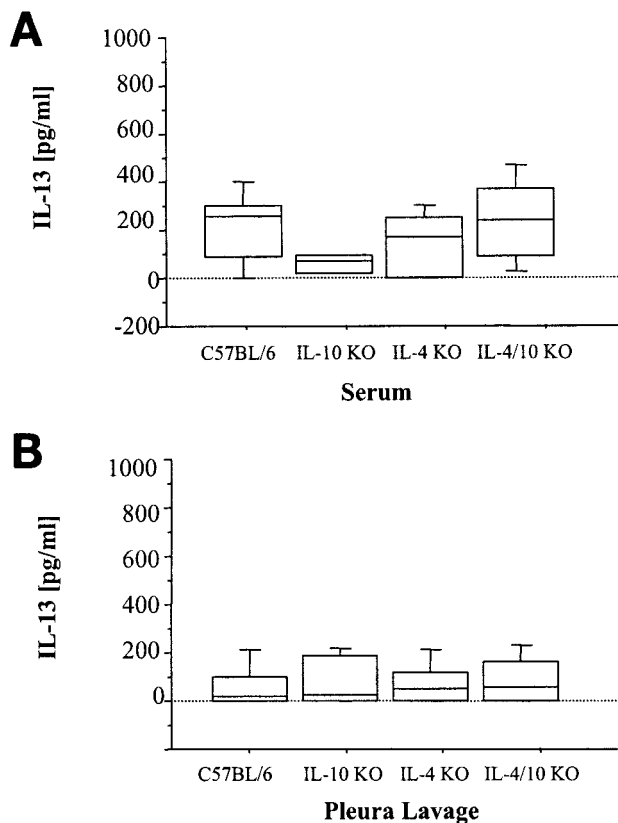 A
IL-13 [pg/ml]
1000
800
600
400
200
0
-200
C57BL/6 IL-10 KO IL-4 KO IL-4/10 KO
Serum
B
IL-13 [pg/ml]
1000
800
600
400
200
0
C57BL/6 IL-10 KO IL-4 KO IL-4/10 KO
Pleura Lavage